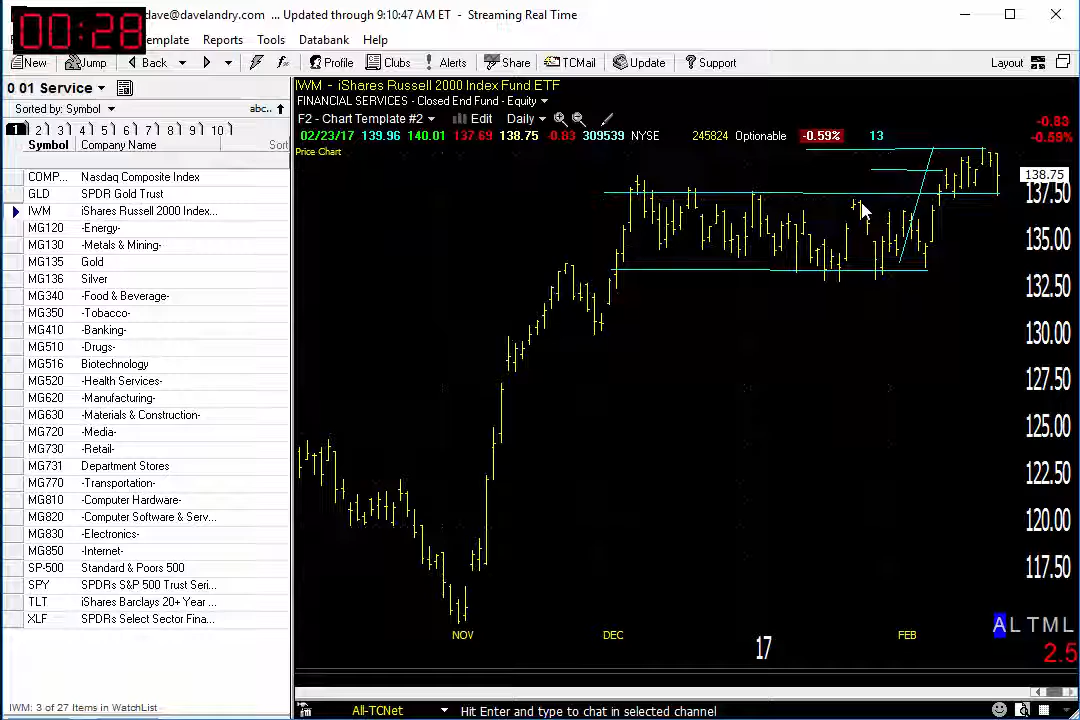 00:28
dave@davelandry.com ... Updated through 9:10:47 AM ET - Streaming Real Time
emplate Reports Tools Databank Help
New Jump Back Profile Clubs Alerts Share TCMail Update Support Layout
0 01 Service
Sorted by: Symbol abc..
1 2 3 4 5 6 7 8 9 10
Symbol Company Name Sort
COMP... Nasdaq Composite Index
GLD SPDR Gold Trust
IWM iShares Russell 2000 Index...
MG120 -Energy-
MG130 -Metals & Mining-
MG135 Gold
MG136 Silver
MG340 -Food & Beverage-
MG350 -Tobacco-
MG410 -Banking-
MG510 -Drugs-
MG516 Biotechnology
MG520 -Health Services-
MG620 -Manufacturing-
MG630 -Materials & Construction-
MG720 -Media-
MG730 -Retail-
MG731 Department Stores
MG770 -Transportation-
MG810 -Computer Hardware-
MG820 -Computer Software & Serv...
MG830 -Electronics-
MG850 -Internet-
SP-500 Standard & Poors 500
SPY SPDRs S&P 500 Trust Seri...
TLT iShares Barclays 20+ Year ...
XLF SPDRs Select Sector Fina...
IWM: 3 of 27 Items in WatchList
IWM - iShares Russell 2000 Index Fund ETF
FINANCIAL SERVICES - Closed End Fund - Equity
F2 - Chart Template #2 Edit Daily
02/23/17 139.96 140.01 137.69 138.75 -0.83 309539 NYSE 245824 Optionable -0.59% 13
-0.83
-0.59%
Price Chart
138.75
137.50
135.00
132.50
130.00
127.50
125.00
122.50
120.00
117.50
NOV DEC 17 FEB
A L T M L
2.5
All-TCNet Hit Enter and type to chat in selected channel